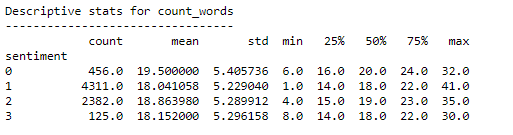 Descriptive stats for count_words
--------------------------------
count mean std min 25% 50% 75% max
sentiment
0 456.0 19.500000 5.405736 6.0 16.0 20.0 24.0 32.0
1 4311.0 18.041058 5.229040 1.0 14.0 18.0 22.0 41.0
2 2382.0 18.863980 5.289912 4.0 15.0 19.0 23.0 35.0
3 125.0 18.152000 5.296158 8.0 14.0 18.0 22.0 30.0